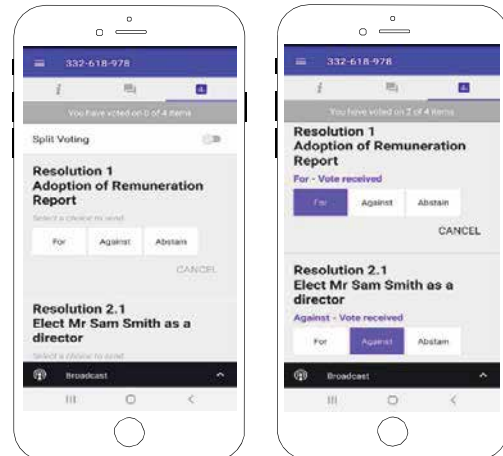 332-618-978
You have voted on 0 of 4 items
Split Voting
Resolution 1
Adoption of Remuneration
Report
Select a choice to send
For Against Abstain
CANCEL
Resolution 2.1
Elect Mr Sam Smith as a
director
Select a choice to send
Broadcast
332-618-978
You have voted on 2 of 4 items
Resolution 1
Adoption of Remuneration
Report
For - Vote received
For Against Abstain
CANCEL
Resolution 2.1
Elect Mr Sam Smith as a
director
Against - Vote received
For Against Abstain
Broadcast